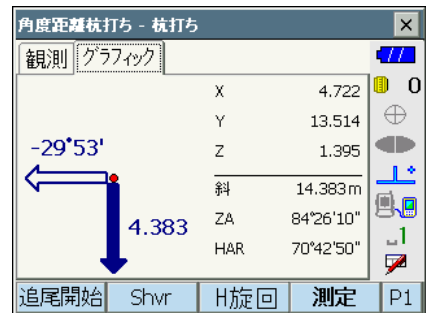 角度距離杭打ち - 杭打ち
観測 グラフィック
X 4.722
Y 13.514
Z 1.395
斜 14.383m
ZA 84°26'10"
HAR 70°42'50"
-29°53'
4.383
0
1
追尾開始 Shvr H旋回 測定 P1